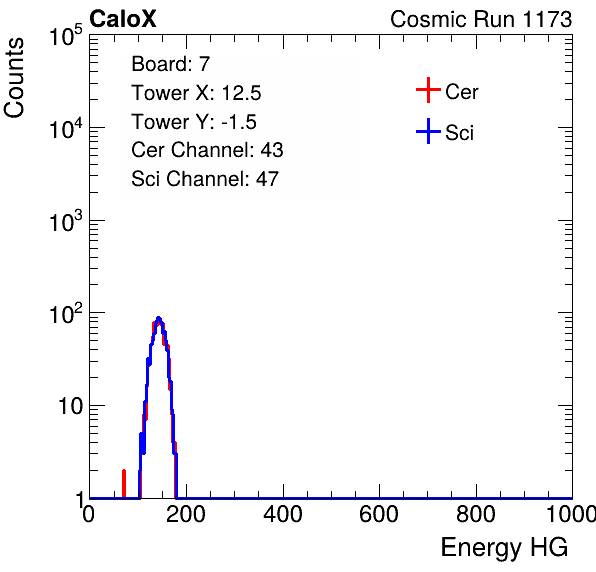 CaloX Cosmic Run 1173
Counts
Board: 7
Tower X: 12.5
Tower Y: -1.5
Cer Channel: 43
Sci Channel: 47
Cer
Sci
10^5
10^4
10^3
10^2
10
1
0 200 400 600 800 1000
Energy HG